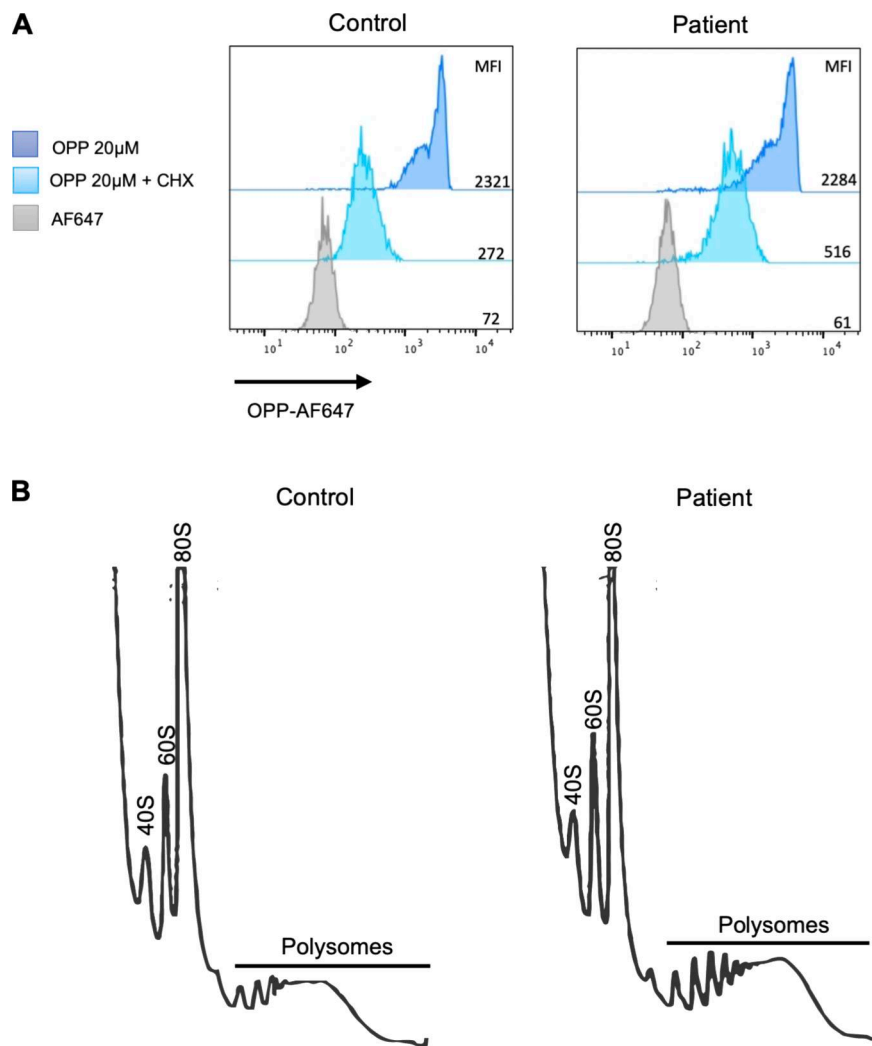 A
Control
Patient
OPP 20μM
OPP 20μM + CHX
AF647
MFI
2321
272
72
10¹ 10² 10³ 10⁴
MFI
2284
516
61
10¹ 10² 10³ 10⁴
OPP-AF647
B
Control
Patient
40S
60S
80S
Polysomes
40S
60S
80S
Polysomes